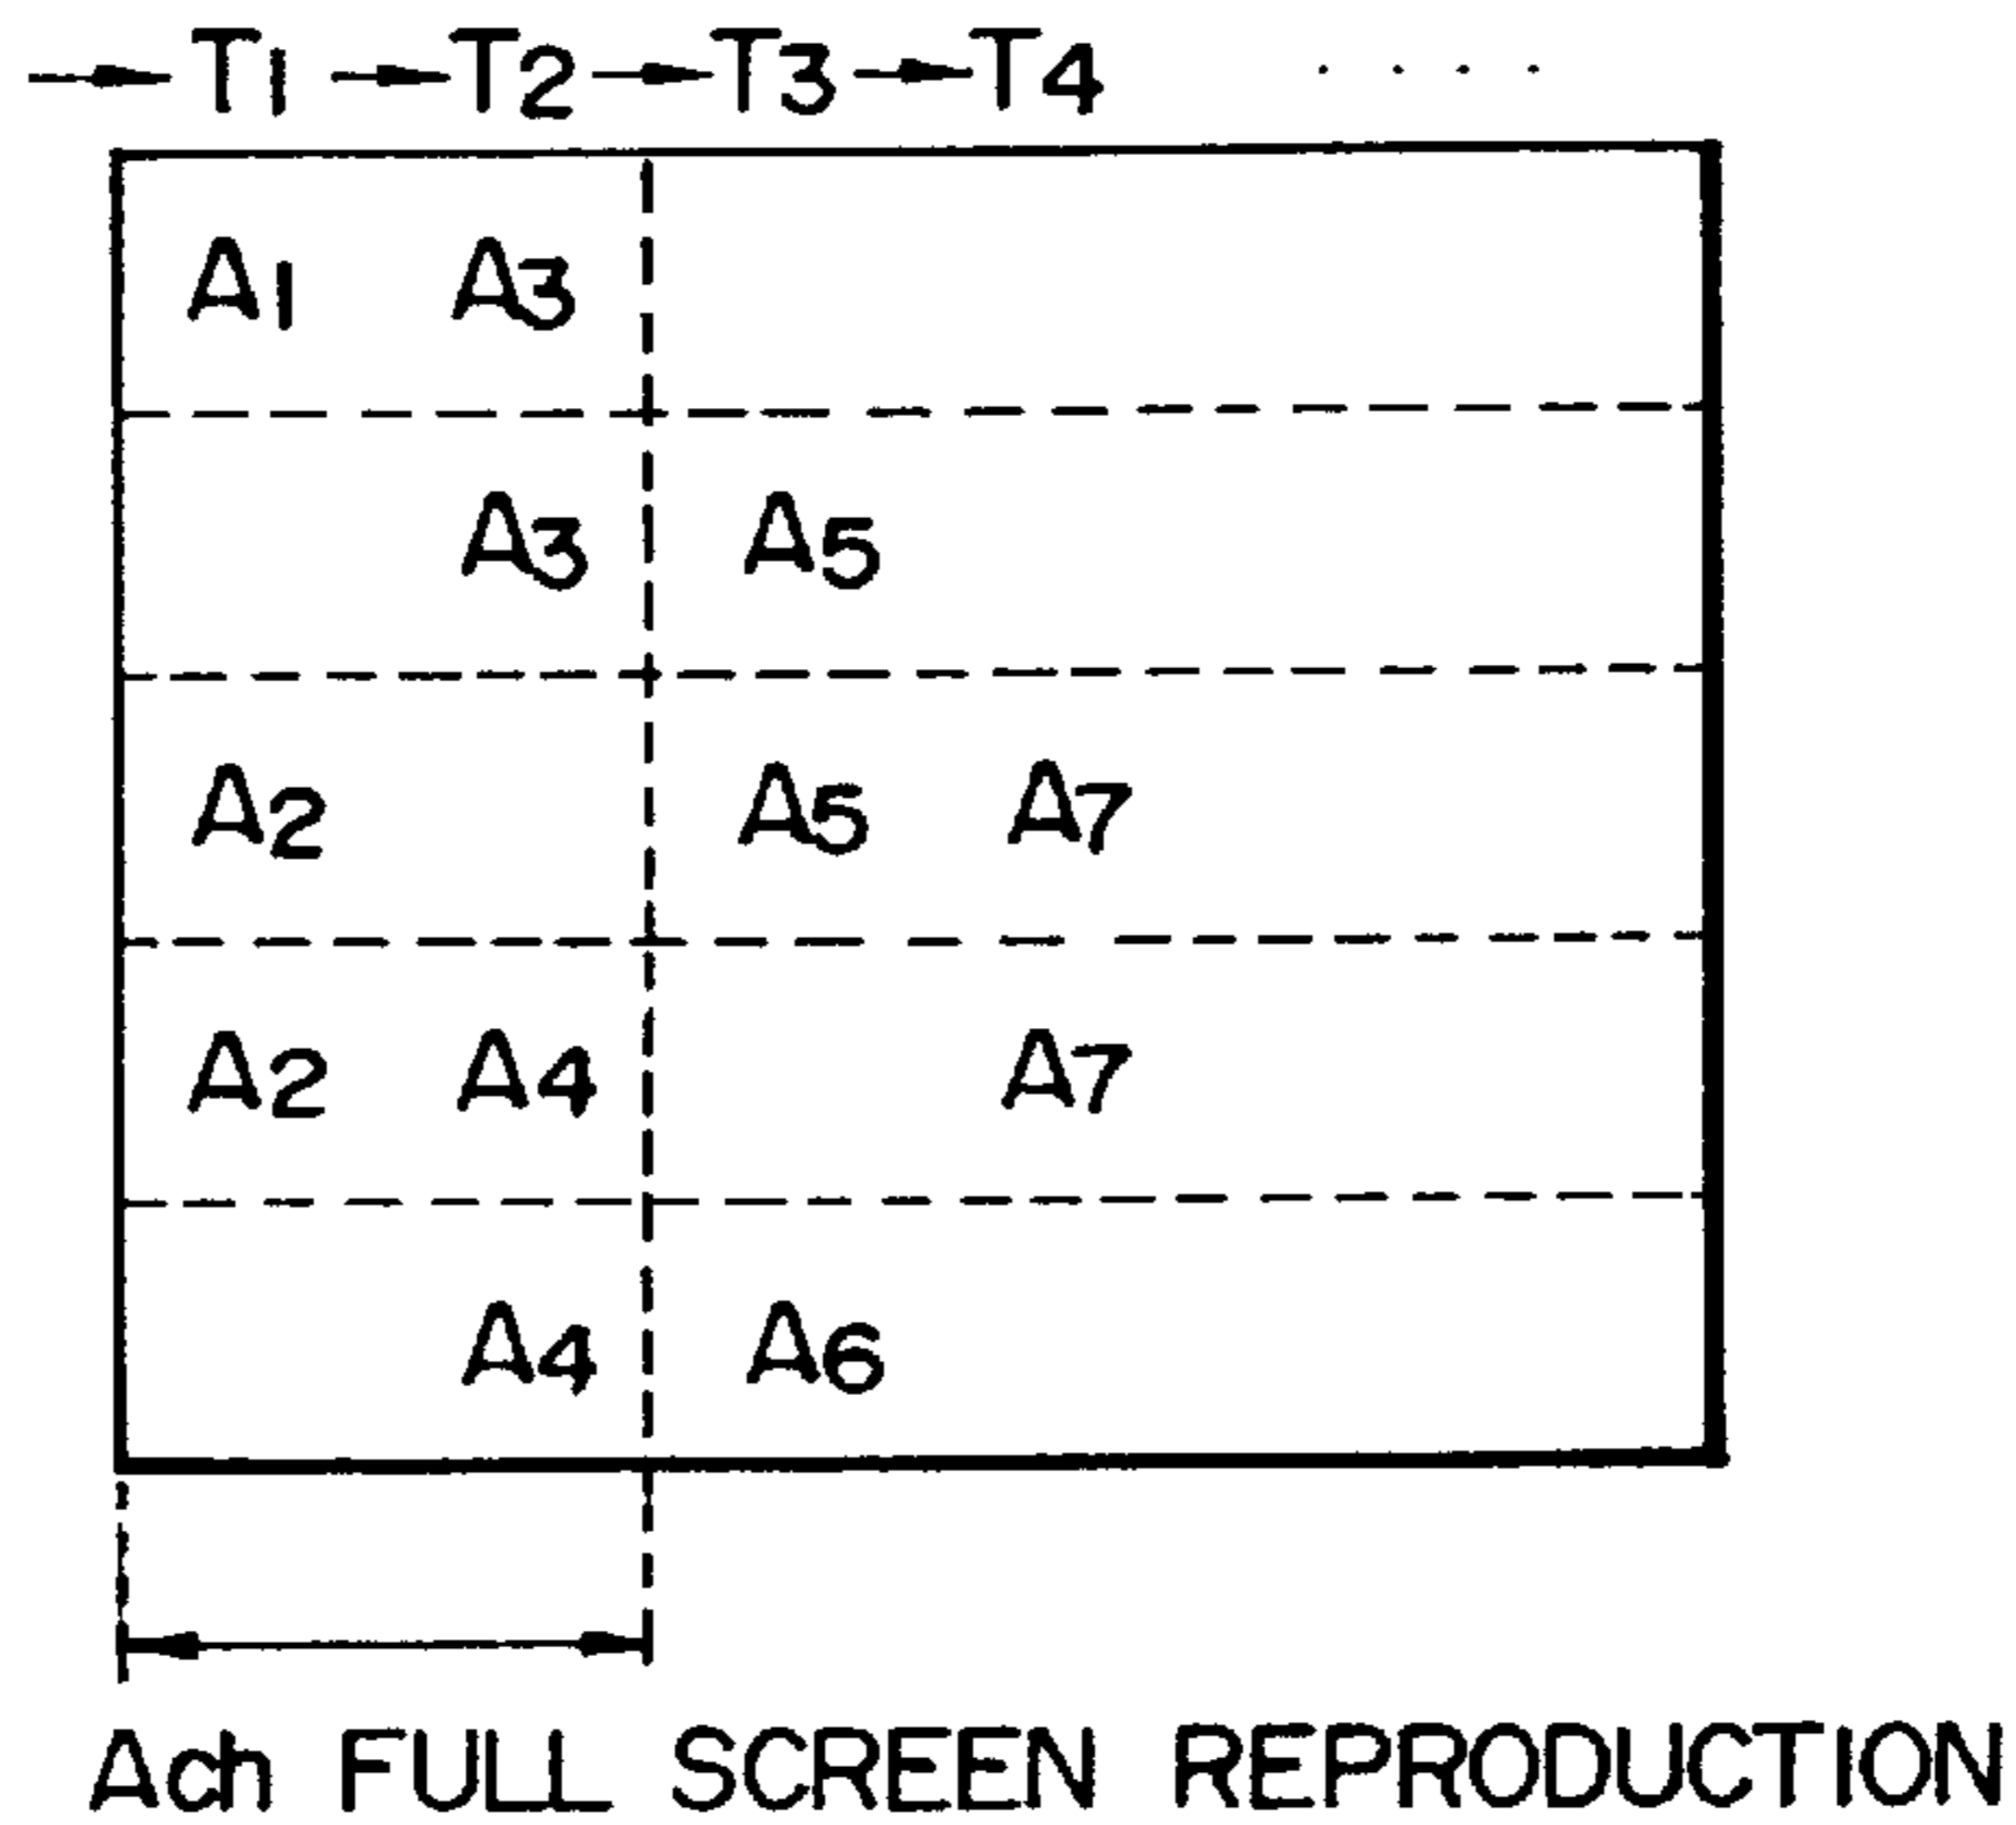 →T1 →T2→T3→T4 ....
A1 A3
A3 A5
A2 A5 A7
A2 A4 A7
A4 A6
Ach FULL SCREEN REPRODUCTION